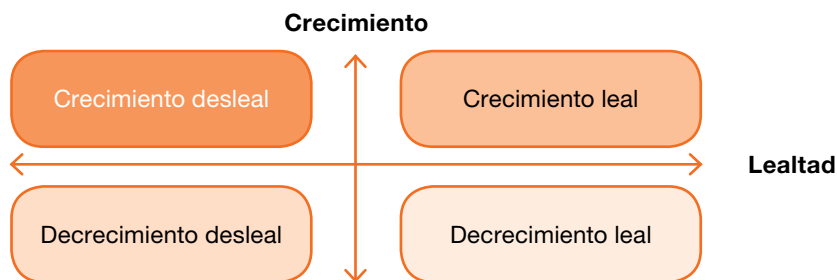 Crecimiento
Crecimiento desleal
Crecimiento leal
Lealtad
Decrecimiento desleal
Decrecimiento leal